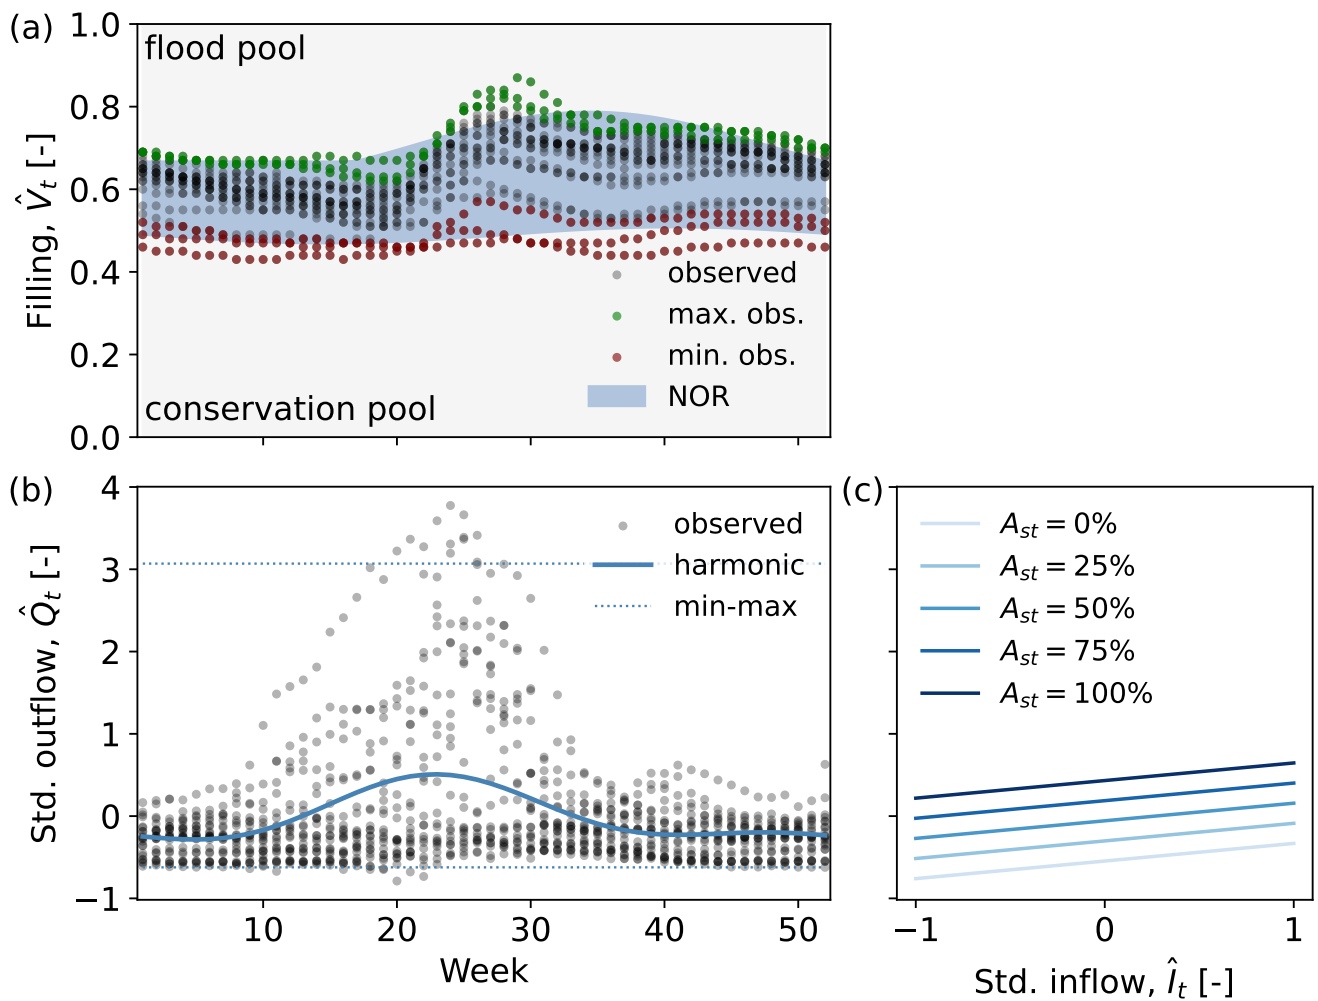 (a)
1.0
flood pool
0.8
0.6
0.4
0.2
0.0
Filling, V̂t [-]
observed
max. obs.
min. obs.
NOR
conservation pool
(b)
4
3
2
1
0
−1
Std. outflow, Q̂t [-]
observed
harmonic
min-max
10 20 30 40 50
Week
(c)
Ast = 0%
Ast = 25%
Ast = 50%
Ast = 75%
Ast = 100%
−1 0 1
Std. inflow, Ît [-]